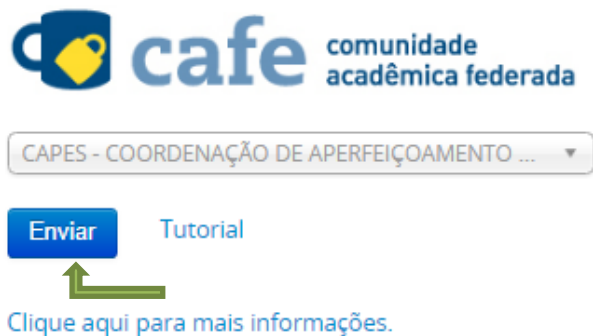 cafe comunidade
acadêmica federada
CAPES - COORDENAÇÃO DE APERFEIÇOAMENTO ...
Enviar Tutorial
Clique aqui para mais informações.